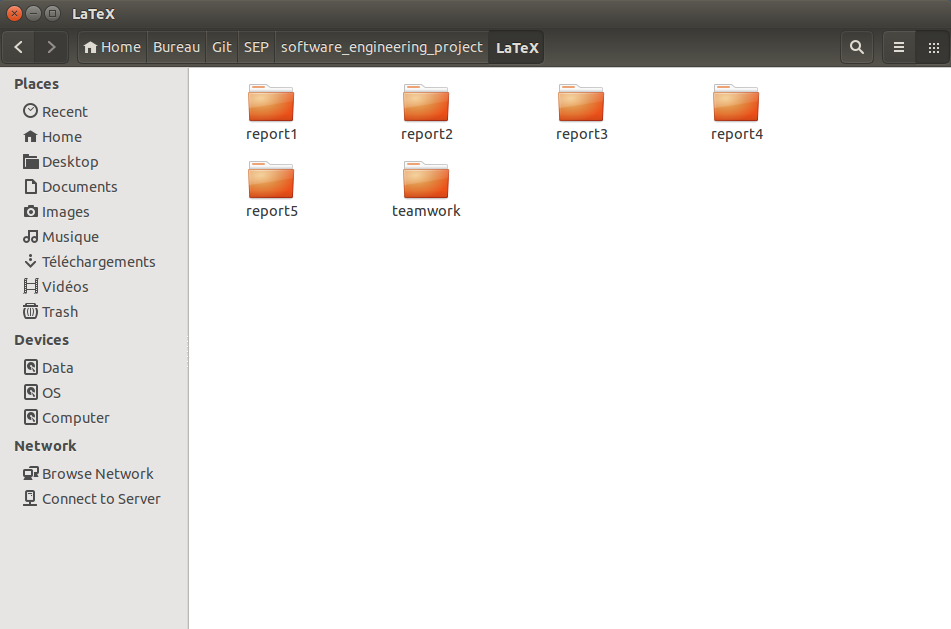 LaTeX
Home Bureau Git SEP software_engineering_project LaTeX
Places
Recent
Home
Desktop
Documents
Images
Musique
Téléchargements
Vidéos
Trash
Devices
Data
OS
Computer
Network
Browse Network
Connect to Server
report1 report2 report3 report4
report5 teamwork